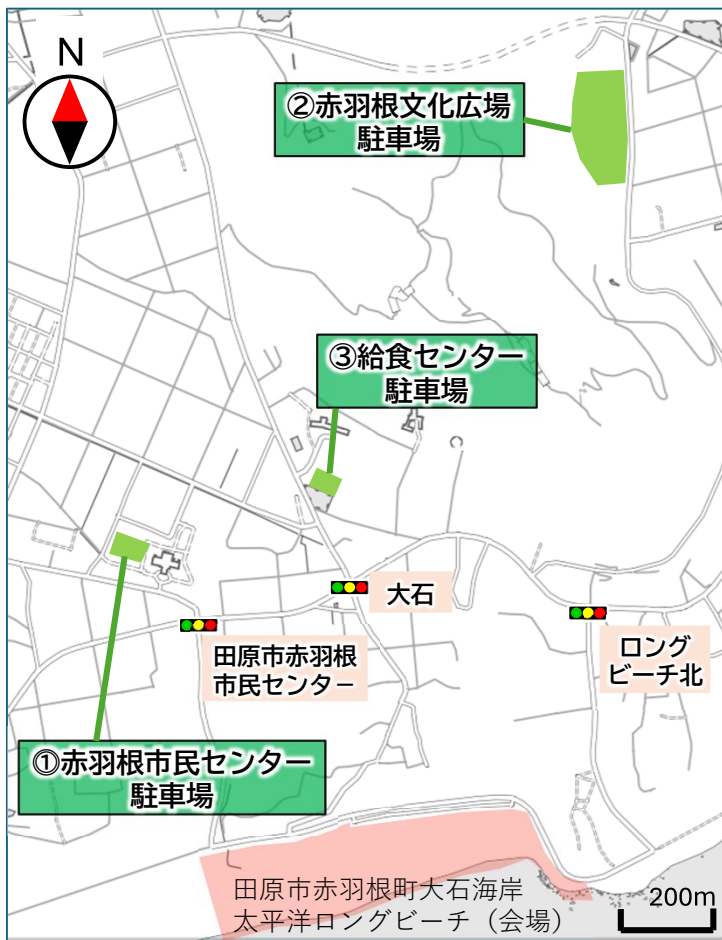 N
②赤羽根文化広場
駐車場
③給食センター
駐車場
大石
田原市赤羽根
市民センター
ロング
ビーチ北
①赤羽根市民センター
駐車場
田原市赤羽根町大石海岸
太平洋ロングビーチ（会場）
200m